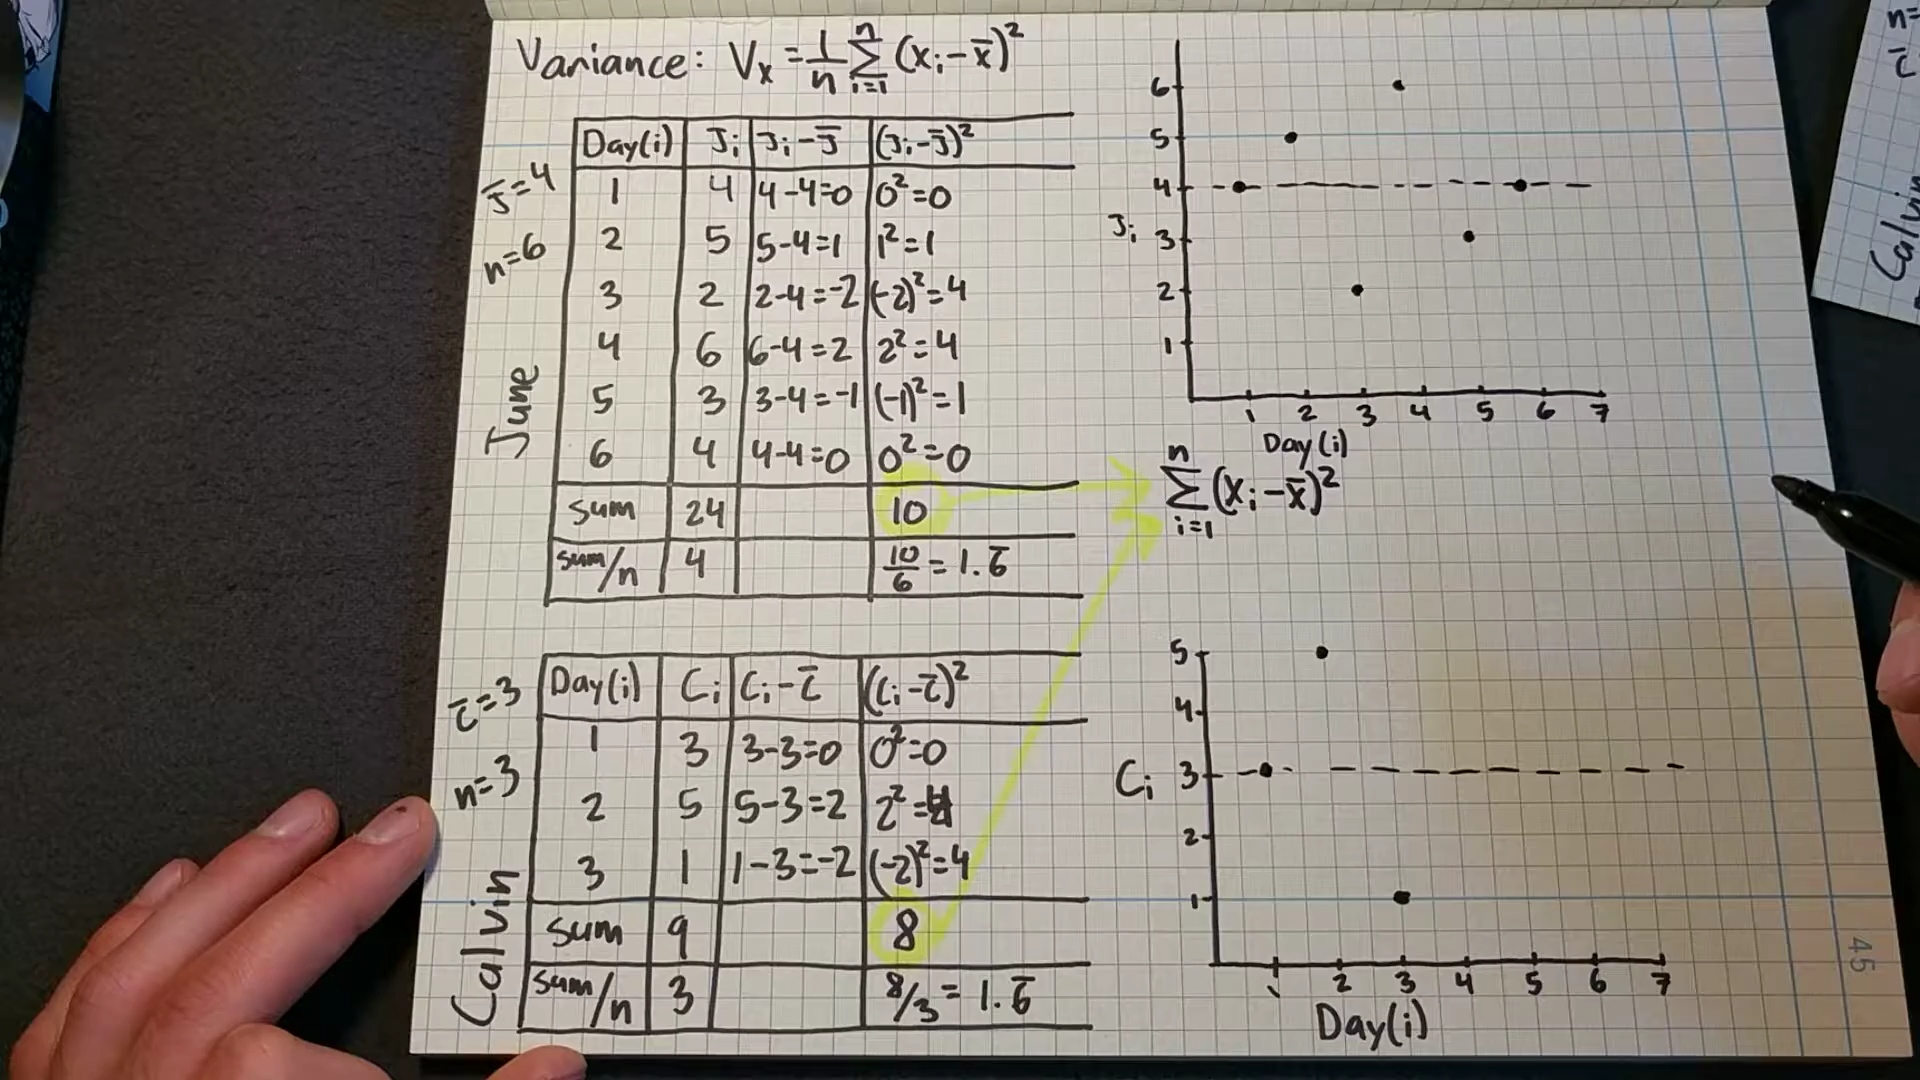 Variance: Vₓ = 1/n ∑ᵢ₌₁ⁿ (xᵢ - x̄)²
J̄=4
n=6
June
Day(i) Jᵢ Jᵢ-J̄ (Jᵢ-J̄)²
1 4 4-4=0 0²=0
2 5 5-4=1 1²=1
3 2 2-4=-2 (-2)²=4
4 6 6-4=2 2²=4
5 3 3-4=-1 (-1)²=1
6 4 4-4=0 0²=0
sum 24 10
sum/n 4 10/6 = 1.6̄
6
5
4
Jᵢ 3
2
1
1 2 3 4 5 6 7
Day(i)
∑ᵢ₌₁ⁿ (xᵢ - x̄)²
c̄=3
n=3
Calvin
Day(i) Cᵢ Cᵢ-c̄ (Cᵢ-c̄)²
1 3 3-3=0 0²=0
2 5 5-3=2 2²=4
3 1 1-3=-2 (-2)²=4
sum 9 8
sum/n 3 8/3 = 1.6̄
5
4
Cᵢ 3
2
1
1 2 3 4 5 6 7
Day(i)
45
n=
c̄
Calvin